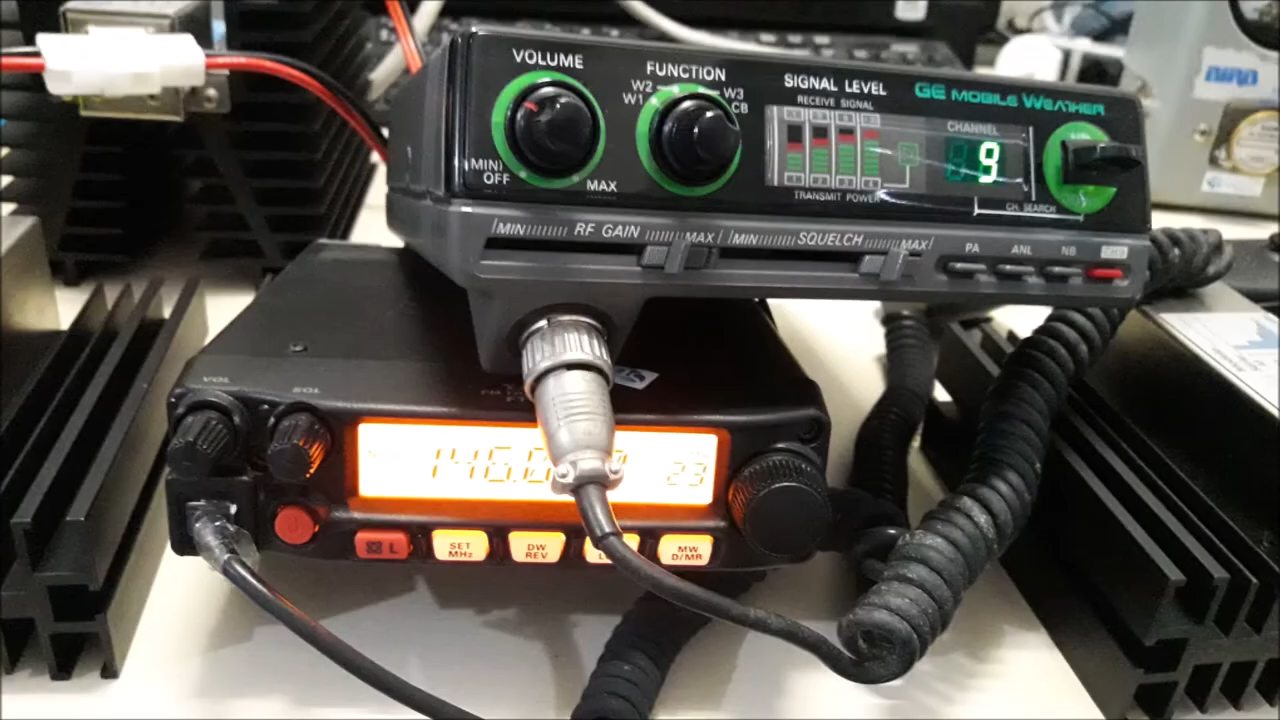 VOLUME
MIN
OFF
MAX
FUNCTION
W2
W1
W3
CB
SIGNAL LEVEL
RECEIVE SIGNAL
TRANSMIT POWER
GE MOBILE WEATHER
CHANNEL
9
CH. SEARCH
MIN RF GAIN MAX
MIN SQUELCH MAX
PA
ANL
NB
VOL
SQL
23
L
SET
MHz
DW
REV
MW
D/MR
BIRD